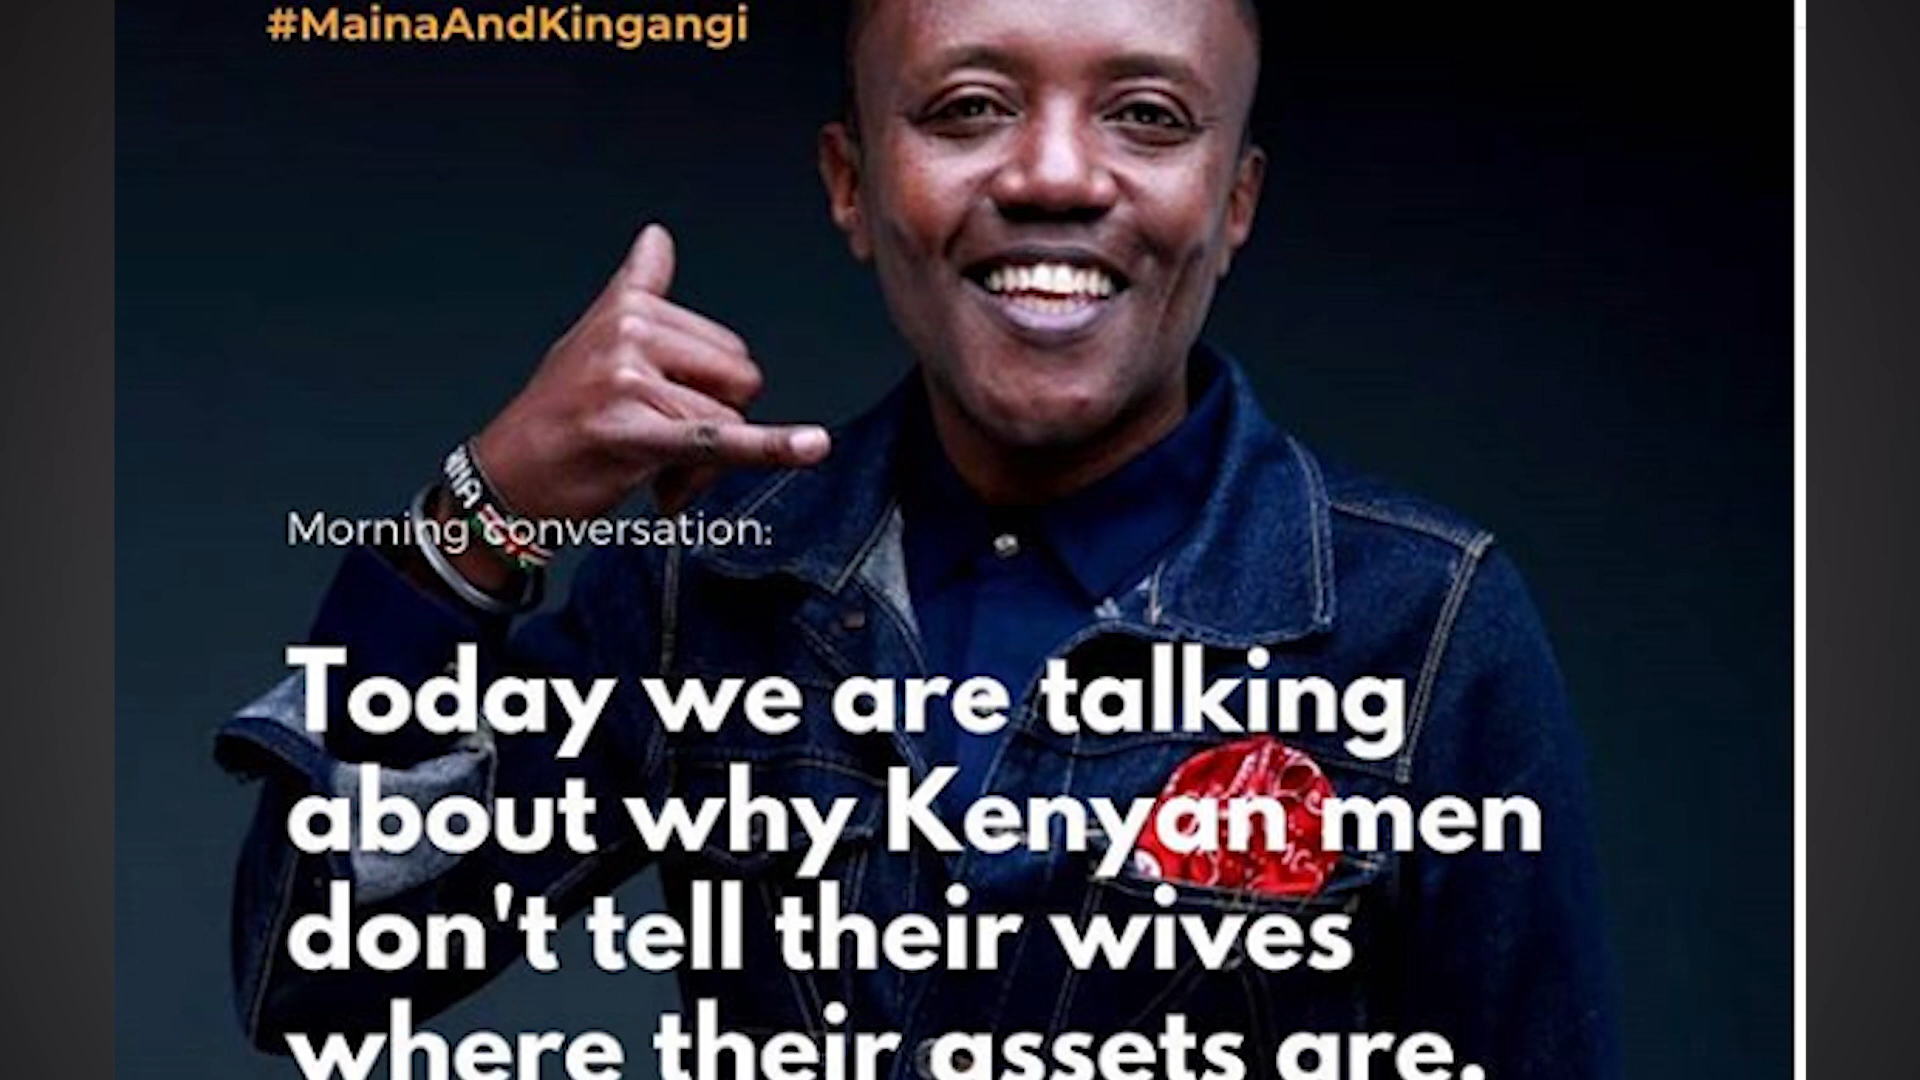 #MainaAndKingangi
Morning conversation:
Today we are talking
about why Kenyan men
don't tell their wives
where their assets are.